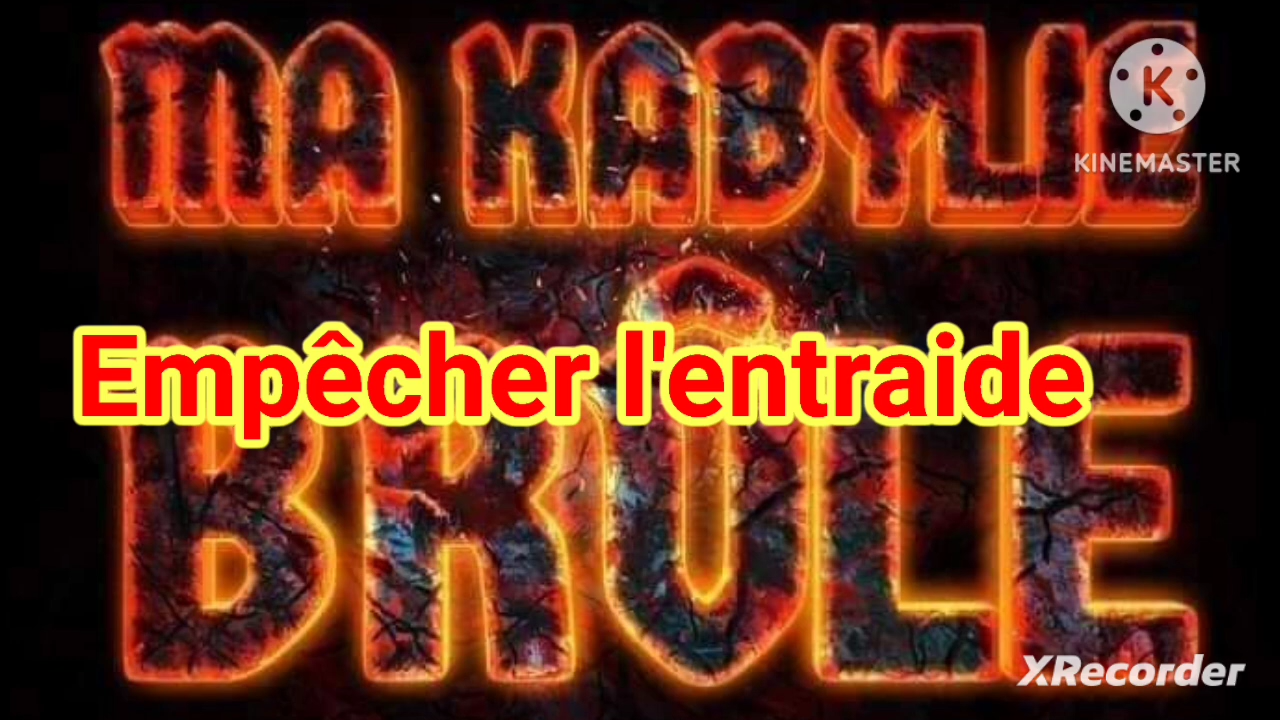 MA KABYLIE
K
KINEMASTER
Empêcher l'entraide
BRÛLE
XRecorder